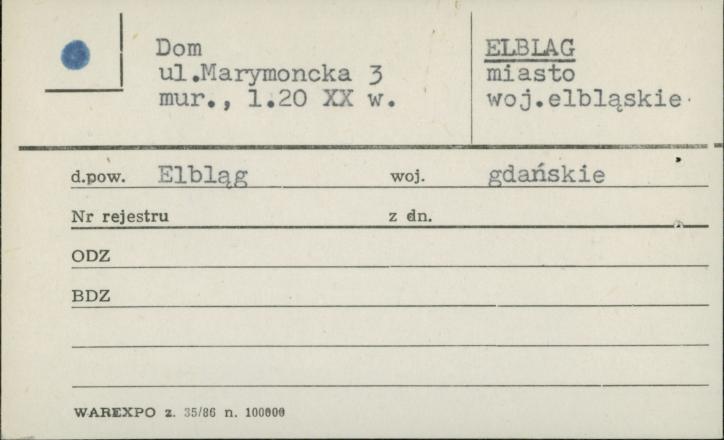 Dom
ul.Marymoncka 3
mur., l.20 XX w.
ELBLAG
miasto
woj.elbląskie
d.pow. Elbląg woj. gdańskie
Nr rejestru z dn.
ODZ
BDZ
WAREXPO z. 35/86 n. 100000